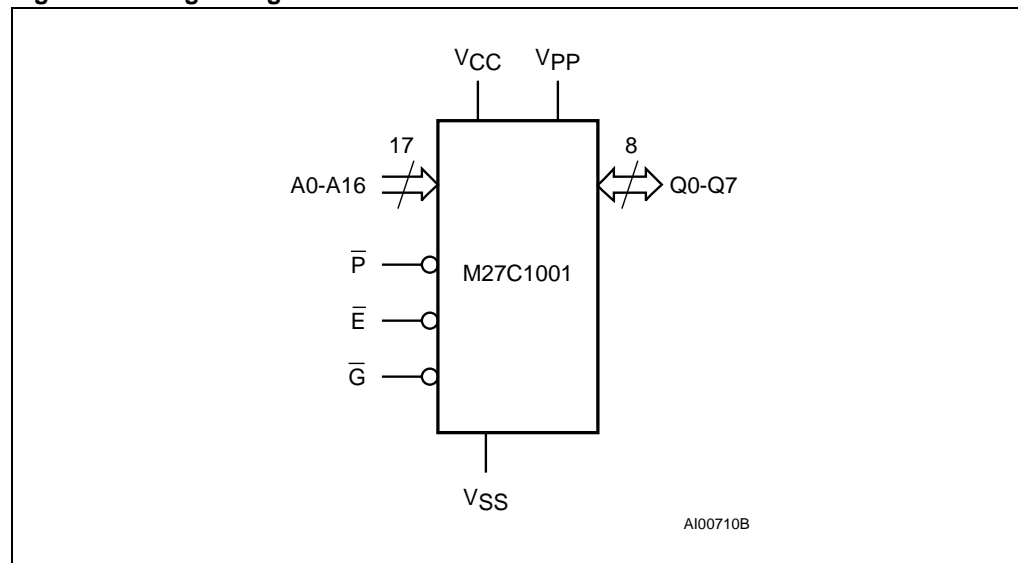 VCC VPP
17 8
A0-A16 Q0-Q7
P̅
M27C1001
E̅
G̅
VSS
AI00710B